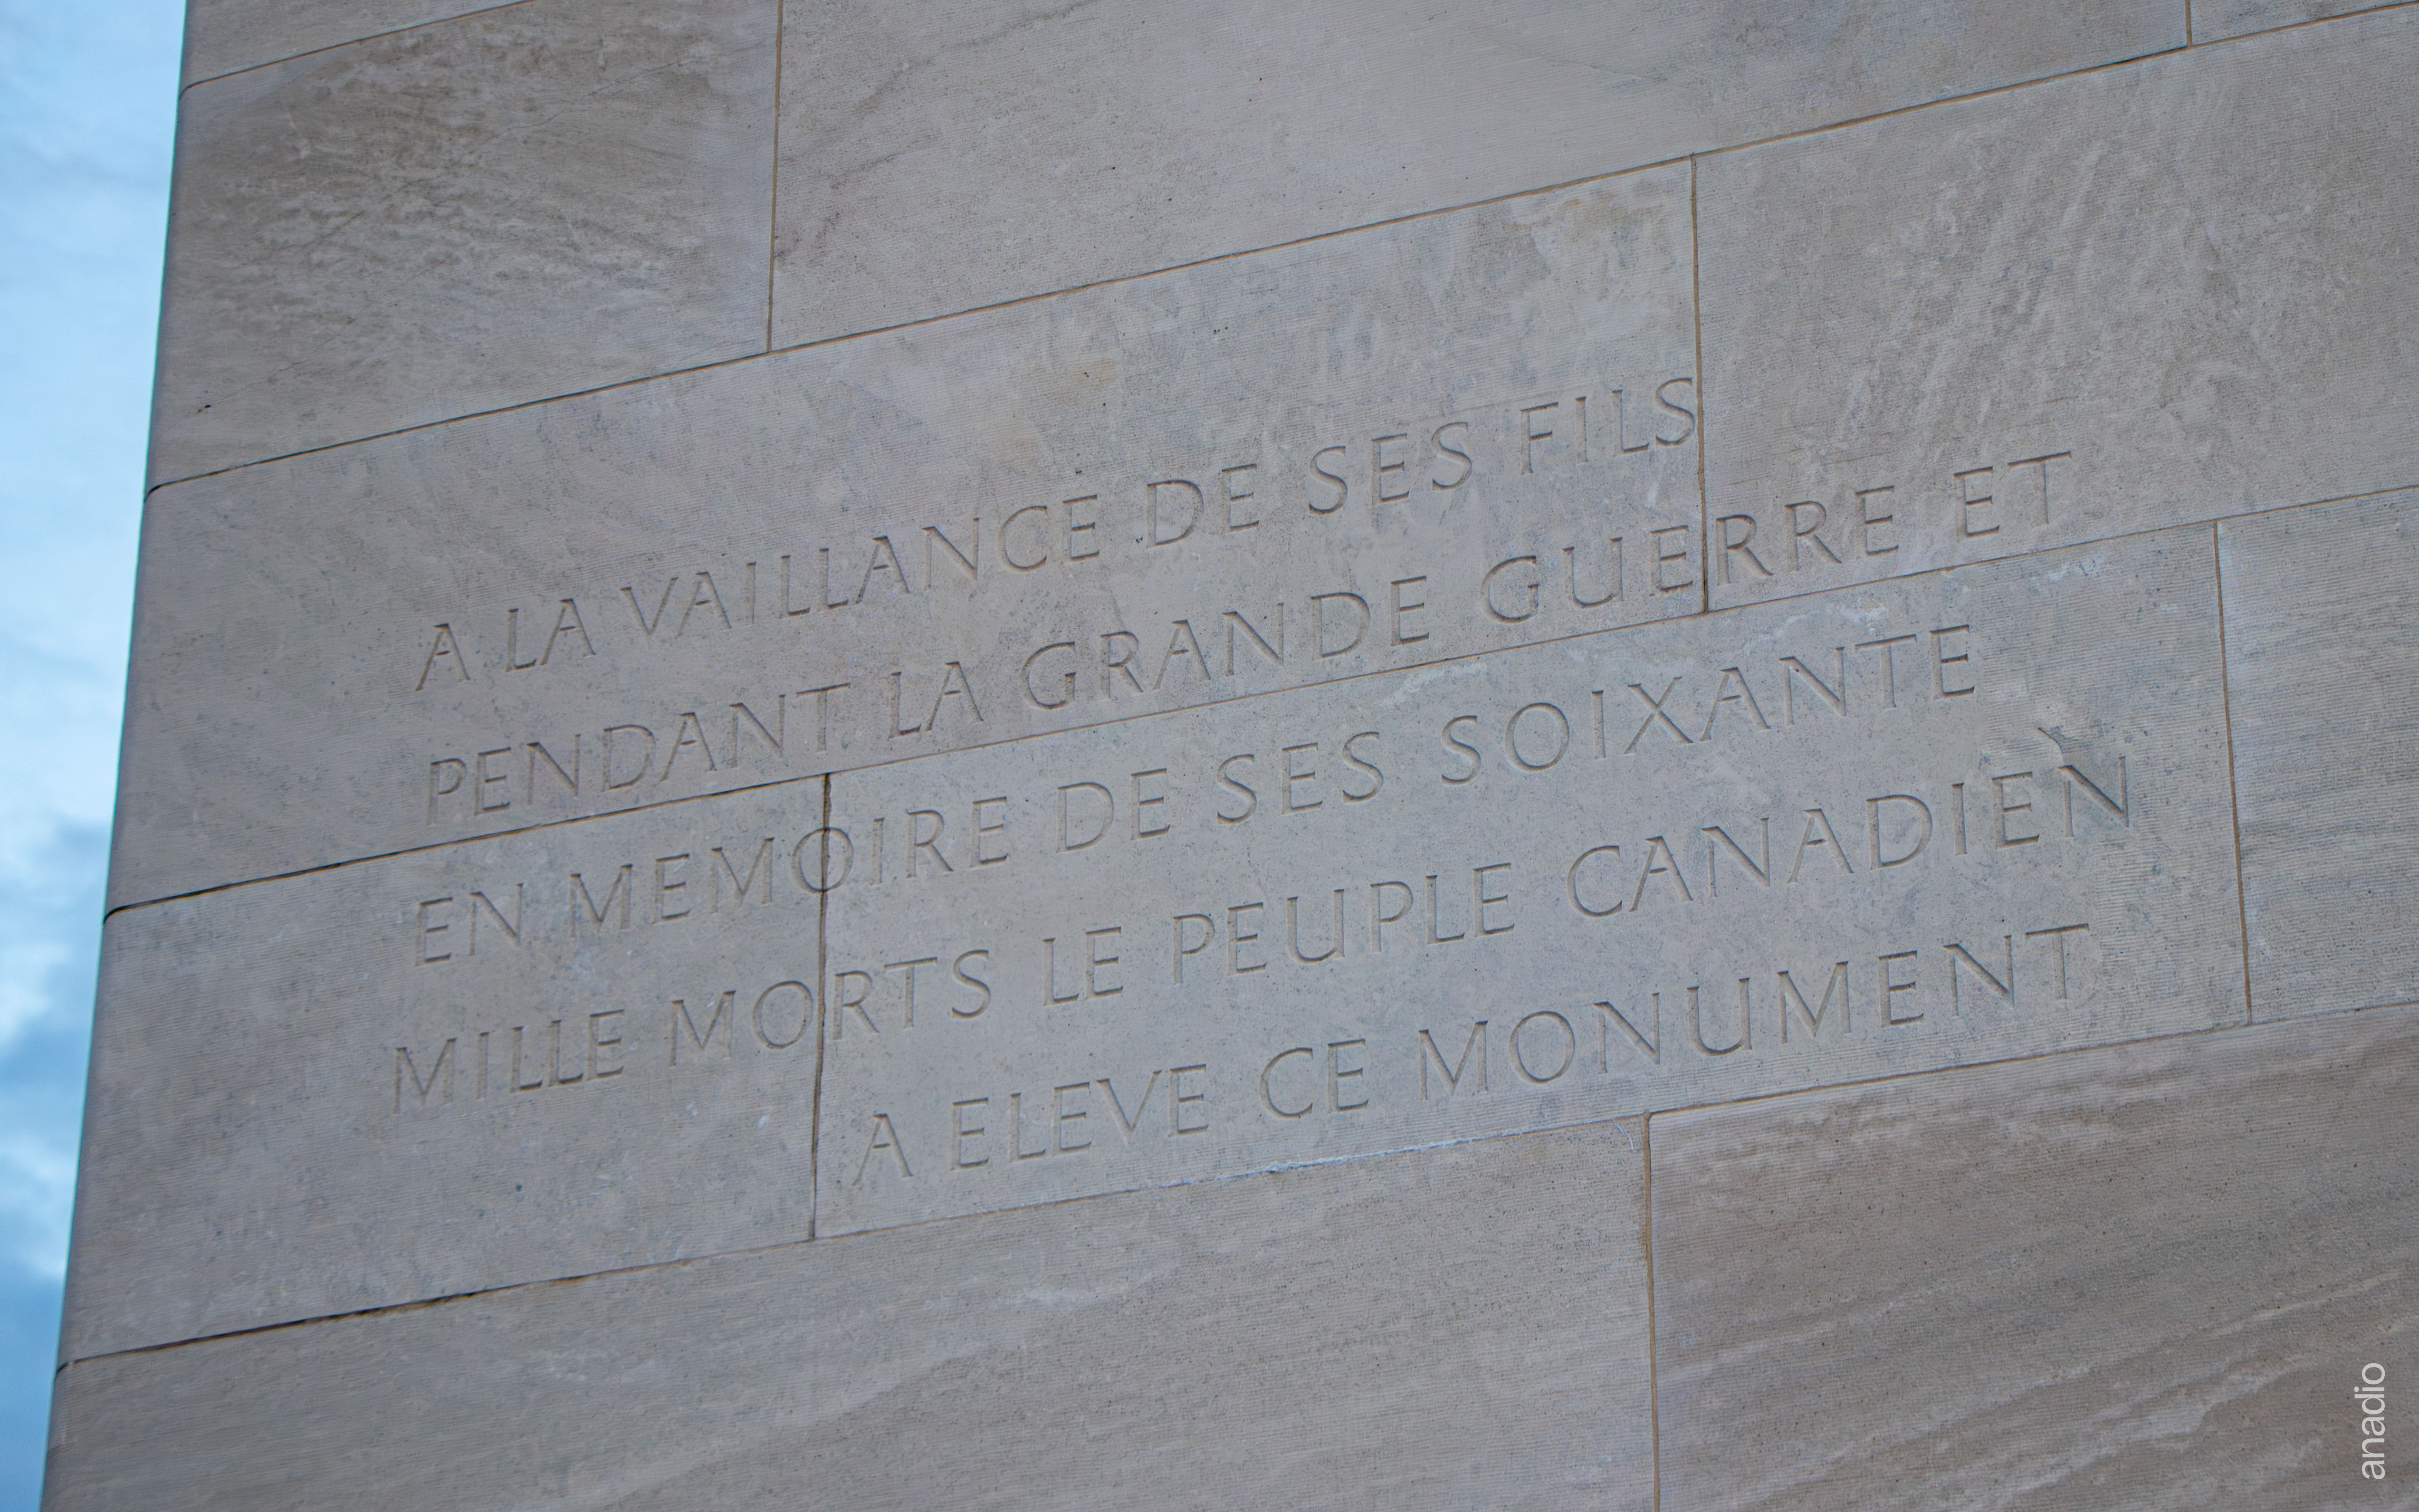 A LA VAILLANCE DE SES FILS
PENDANT LA GRANDE GUERRE ET
EN MEMOIRE DE SES SOIXANTE
MILLE MORTS LE PEUPLE CANADIEN
A ELEVE CE MONUMENT
anadio